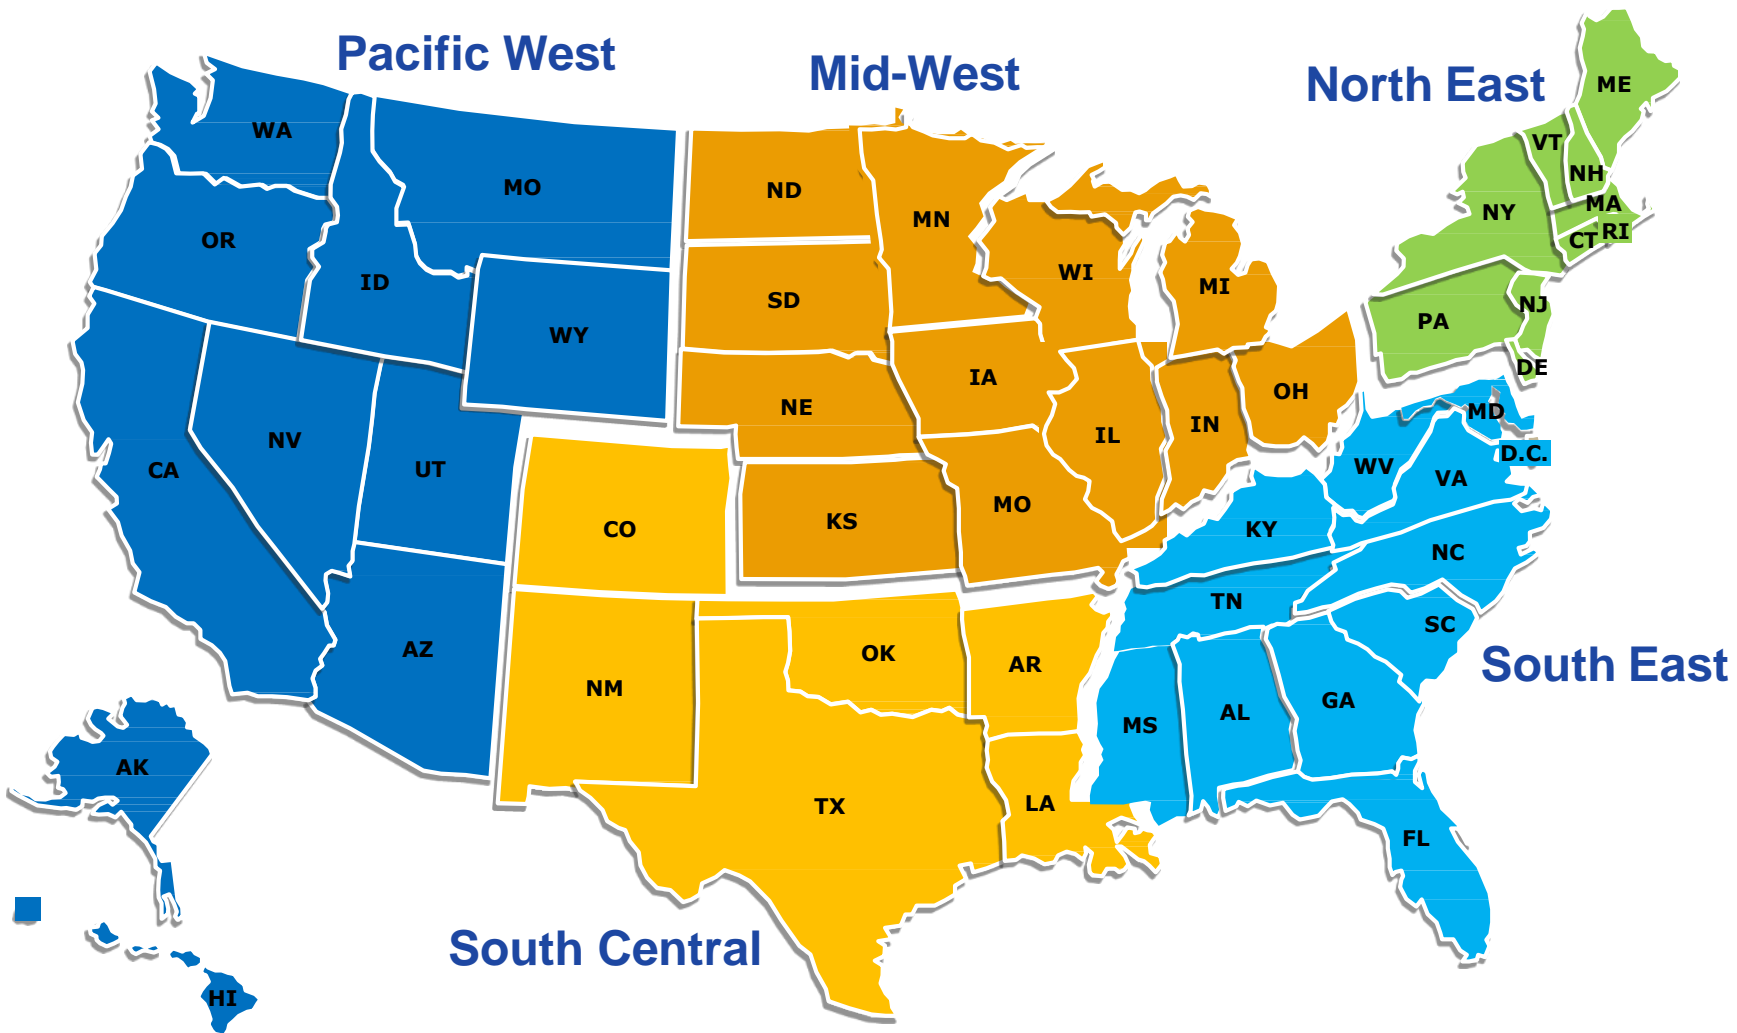 Pacific West
Mid-West
North East
ME
WA
VT
NH
MO
ND
MN
NY
MA
RI
CT
OR
ID
WI
MI
SD
NJ
PA
WY
DE
IA
OH
NE
MD
NV
IL
IN
D.C.
CA
UT
WV
VA
KS
MO
CO
KY
NC
TN
SC
AZ
OK
AR
South East
NM
GA
AL
MS
AK
TX
LA
FL
South Central
HI